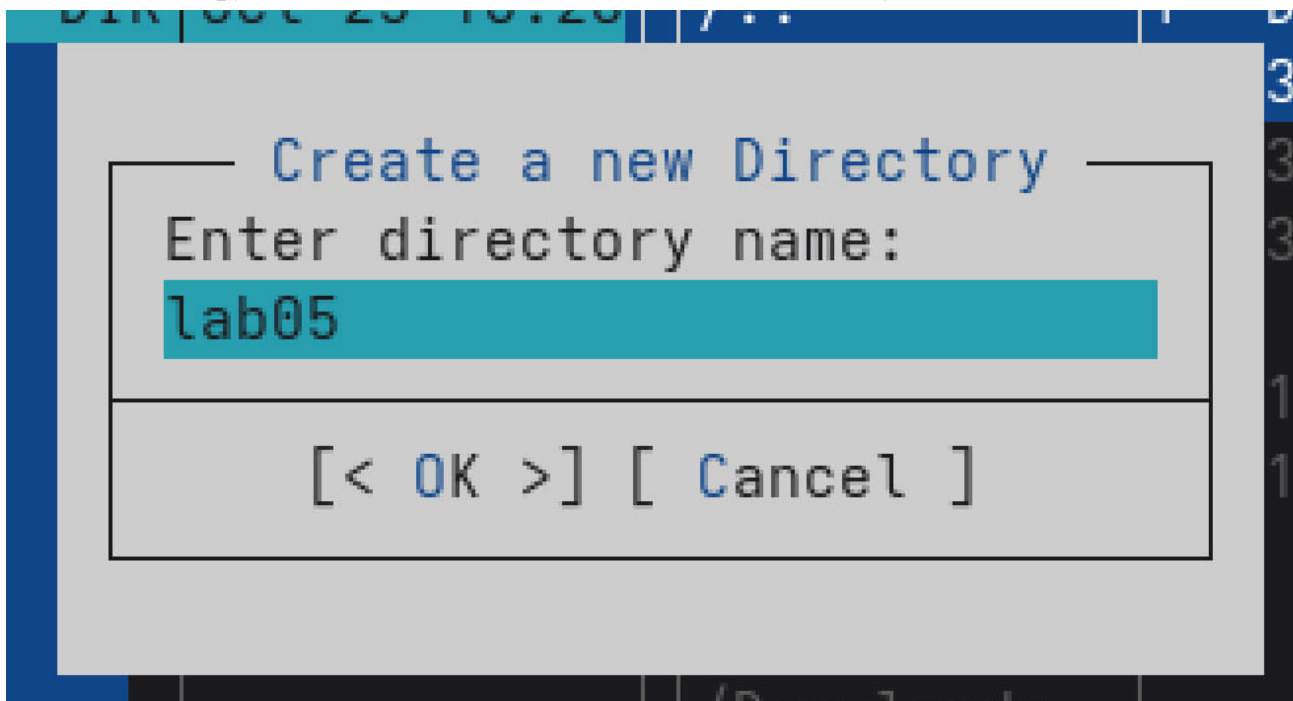 /..
Create a new Directory
Enter directory name:
lab05
[< OK >] [ Cancel ]